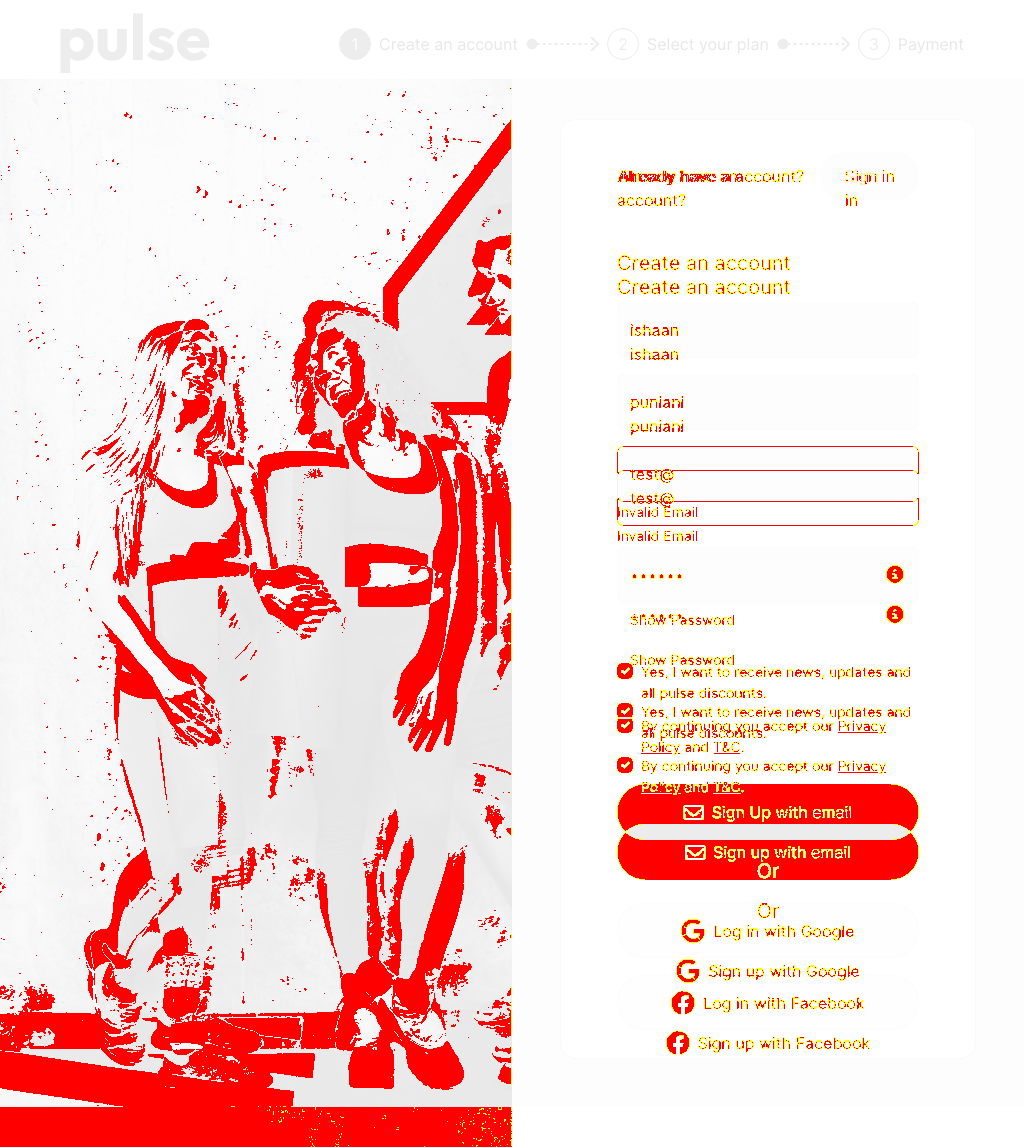 pulse
1 Create an account 2 Select your plan 3 Payment
Already have an account? Sign in
account? in
Create an account
Create an account
ishaan
ishaan
puniani
puniani
test@
test@
Invalid Email
Invalid Email
Show Password
Show Password
Yes, I want to receive news, updates and
all pulse discounts.
Yes, I want to receive news, updates and
all pulse discounts.
By continuing you accept our Privacy
Policy and T&C.
By continuing you accept our Privacy
Policy and T&C.
Sign Up with email
Sign up with email
Or
Or
Log in with Google
Sign up with Google
Log in with Facebook
Sign up with Facebook